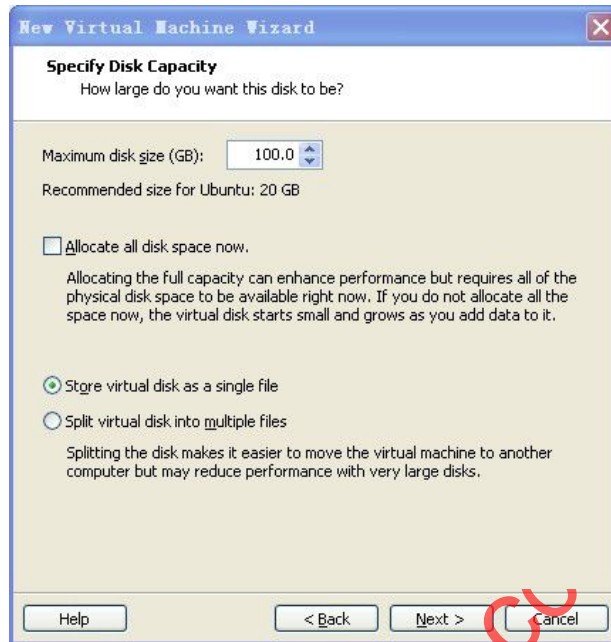 New Virtual Machine Wizard
Specify Disk Capacity
How large do you want this disk to be?
Maximum disk size (GB): 100.0
Recommended size for Ubuntu: 20 GB
Allocate all disk space now.
Allocating the full capacity can enhance performance but requires all of the
physical disk space to be available right now. If you do not allocate all the
space now, the virtual disk starts small and grows as you add data to it.
Store virtual disk as a single file
Split virtual disk into multiple files
Splitting the disk makes it easier to move the virtual machine to another
computer but may reduce performance with very large disks.
Help < Back Next > Cancel